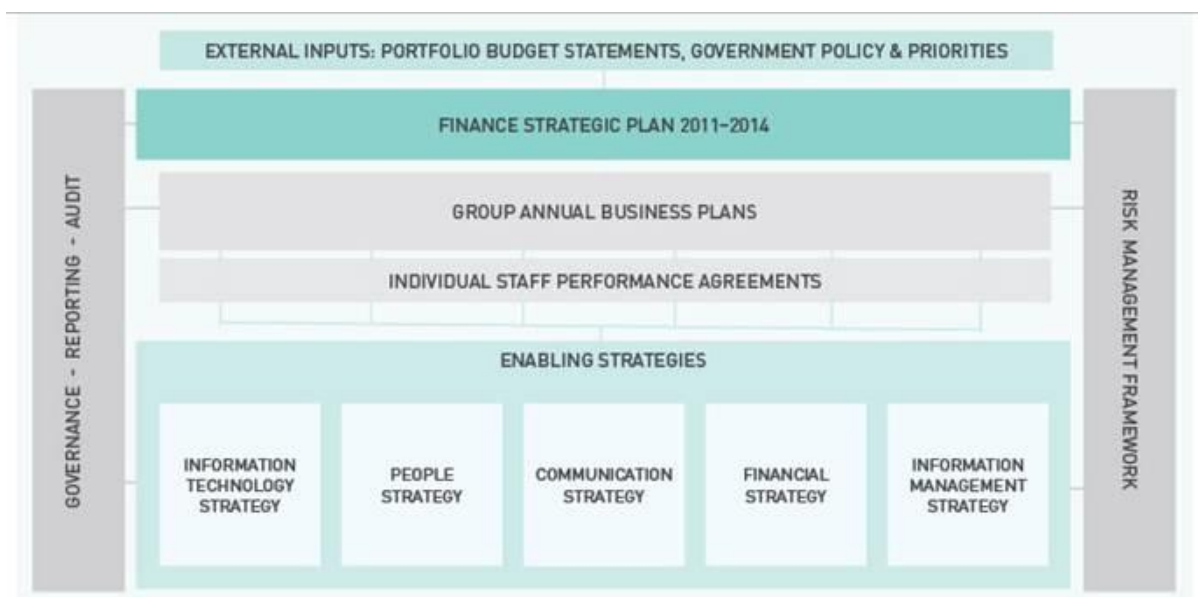 EXTERNAL INPUTS: PORTFOLIO BUDGET STATEMENTS, GOVERNMENT POLICY & PRIORITIES
FINANCE STRATEGIC PLAN 2011–2014
GOVERNANCE - REPORTING - AUDIT
GROUP ANNUAL BUSINESS PLANS
RISK MANAGEMENT FRAMEWORK
INDIVIDUAL STAFF PERFORMANCE AGREEMENTS
ENABLING STRATEGIES
INFORMATION
TECHNOLOGY
STRATEGY
PEOPLE
STRATEGY
COMMUNICATION
STRATEGY
FINANCIAL
STRATEGY
INFORMATION
MANAGEMENT
STRATEGY